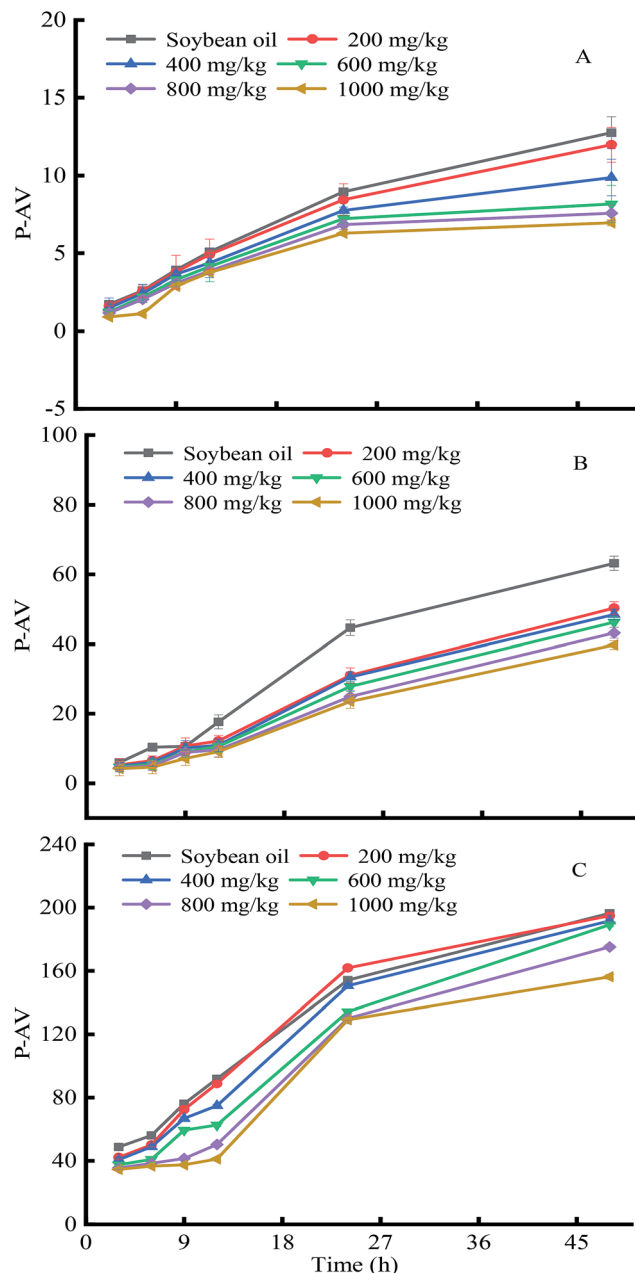 20
Soybean oil 200 mg/kg A
400 mg/kg 600 mg/kg
15
800 mg/kg 1000 mg/kg
10
P-AV
5
0
-5
100
Soybean oil 200 mg/kg
B
400 mg/kg 600 mg/kg
80
800 mg/kg 1000 mg/kg
60
P-AV
40
20
0
240
Soybean oil 200 mg/kg C
400 mg/kg 600 mg/kg
200
800 mg/kg 1000 mg/kg
160
P-AV
120
80
40
0
0 9 18 27 36 45
Time (h)